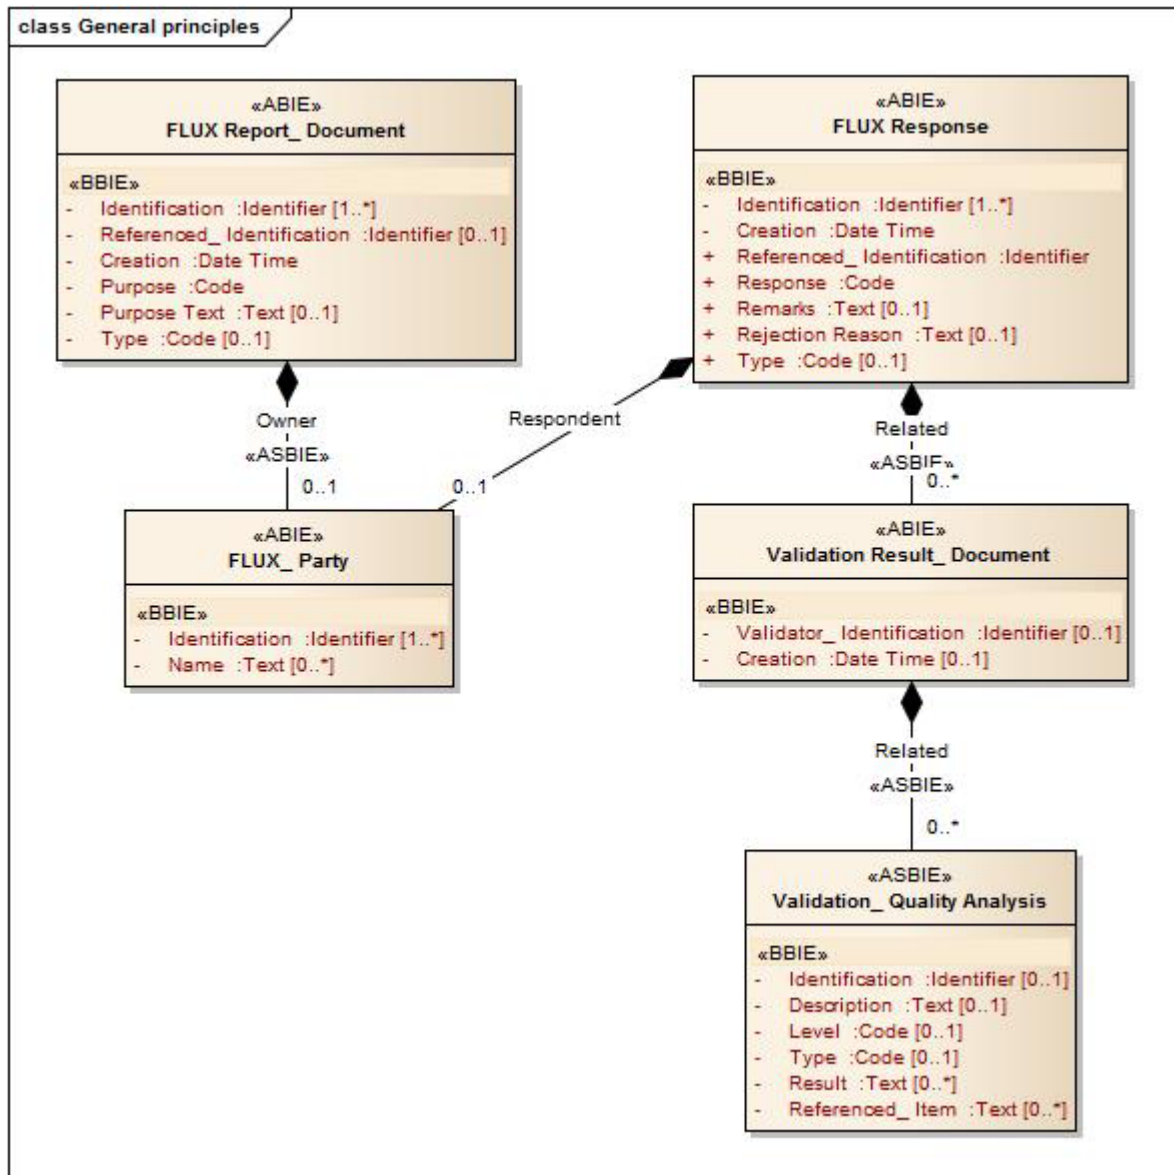 class General principles
«ABIE»
FLUX Report_ Document
«BBIE»
- Identification :Identifier [1..*]
- Referenced_ Identification :Identifier [0..1]
- Creation :Date Time
- Purpose :Code
- Purpose Text :Text [0..1]
- Type :Code [0..1]
«ABIE»
FLUX Response
«BBIE»
- Identification :Identifier [1..*]
- Creation :Date Time
+ Referenced_ Identification :Identifier
+ Response :Code
+ Remarks :Text [0..1]
+ Rejection Reason :Text [0..1]
+ Type :Code [0..1]
Owner
«ASBIE»
0..1
Respondent
0..1
Related
«ASBIE»
0..*
«ABIE»
FLUX_ Party
«BBIE»
- Identification :Identifier [1..*]
- Name :Text [0..*]
«ABIE»
Validation Result_ Document
«BBIE»
- Validator_ Identification :Identifier [0..1]
- Creation :Date Time [0..1]
Related
«ASBIE»
0..*
«ASBIE»
Validation_ Quality Analysis
«BBIE»
- Identification :Identifier [0..1]
- Description :Text [0..1]
- Level :Code [0..1]
- Type :Code [0..1]
- Result :Text [0..*]
- Referenced_ Item :Text [0..*]